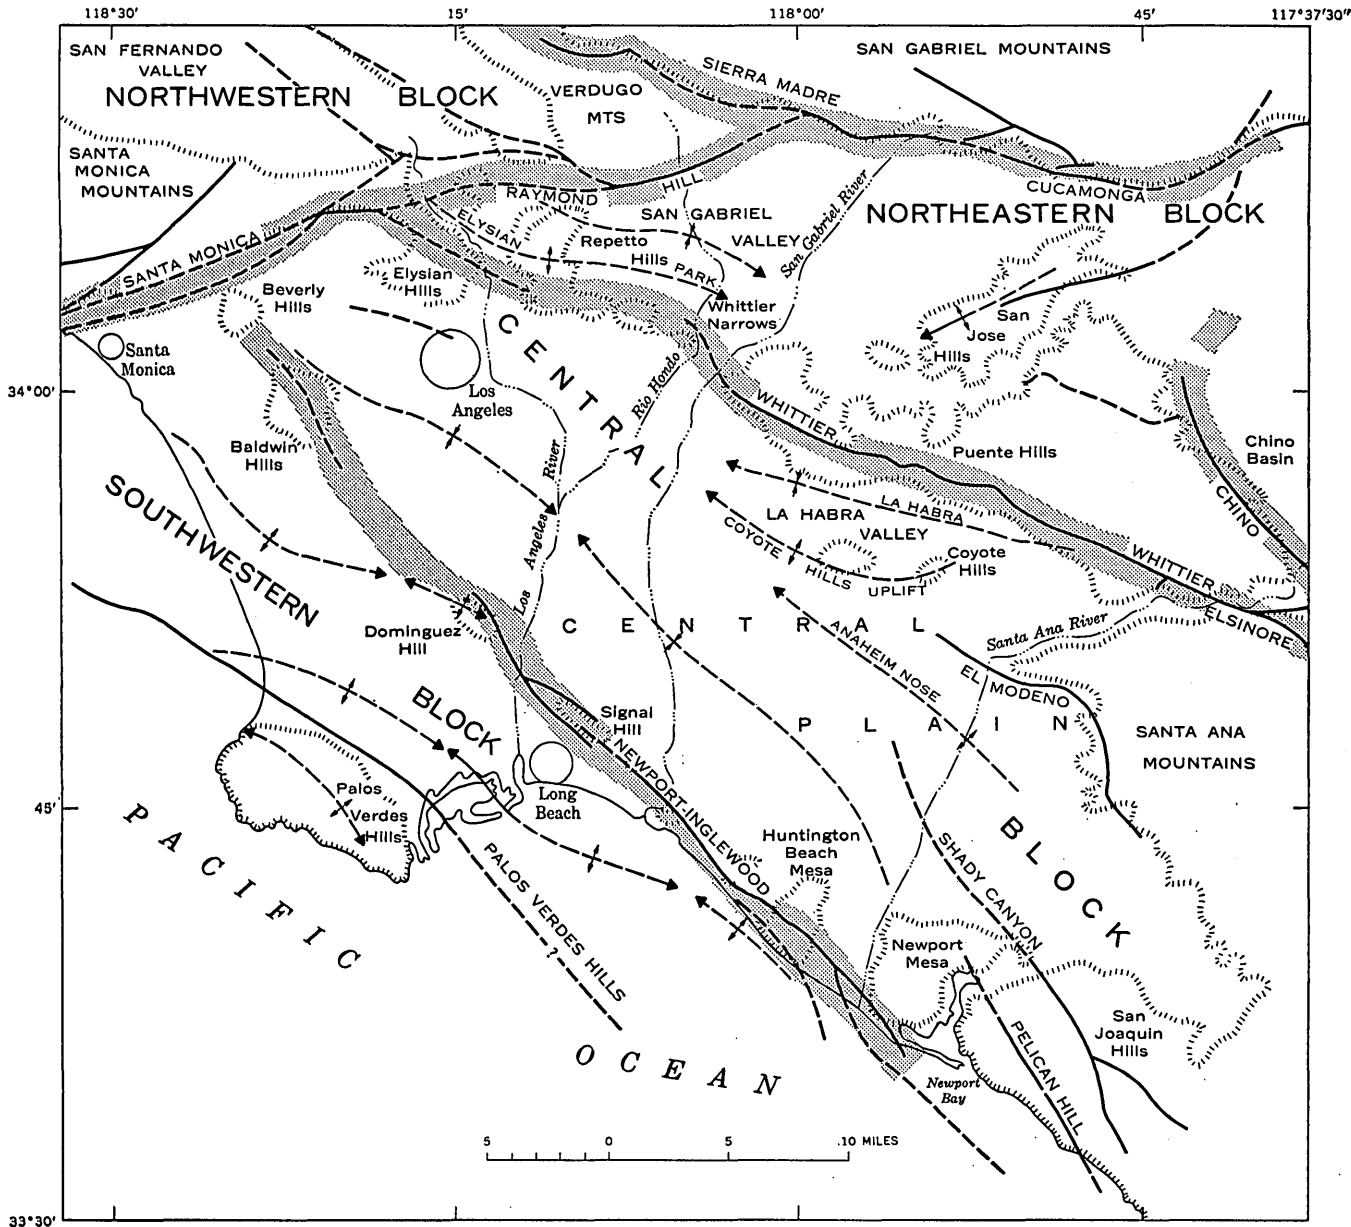 118°30'
15'
118°00'
45'
117°37'30"
SAN FERNANDO
VALLEY
SAN GABRIEL MOUNTAINS
NORTHWESTERN BLOCK
VERDUGO
MTS
SIERRA MADRE
SANTA
MONICA
MOUNTAINS
RAYMOND
HILL
CUCAMONGA
SAN GABRIEL
VALLEY
San Gabriel River
NORTHEASTERN BLOCK
ELYSIAN
PARK
Repetto
Hills
SANTA MONICA
Elysian
Hills
Beverly
Hills
Whittier
Narrows
San
Jose
Hills
Santa
Monica
Los
Angeles
34°00'
CENTRAL
Rio Hondo
WHITTIER
Puente Hills
Chino
Basin
CHINO
Baldwin
Hills
SOUTHWESTERN
Los Angeles River
LA HABRA
VALLEY
LA HABRA
COYOTE
HILLS
UPLIFT
Coyote
Hills
WHITTIER
ELSINORE
Dominguez
Hill
CENTRAL
ANAHEIM NOSE
Santa Ana River
EL MODENO
BLOCK
Signal
Hill
PLAIN
SANTA ANA
MOUNTAINS
Palos
Verdes
Hills
Long
Beach
NEWPORT-INGLEWOOD
45'
PACIFIC
PALOS VERDES HILLS
?
Huntington
Beach
Mesa
SHADY CANYON
BLOCK
Newport
Mesa
San
Joaquin
Hills
PELICAN HILL
OCEAN
Newport
Bay
5 0 5 10 MILES
33°30'